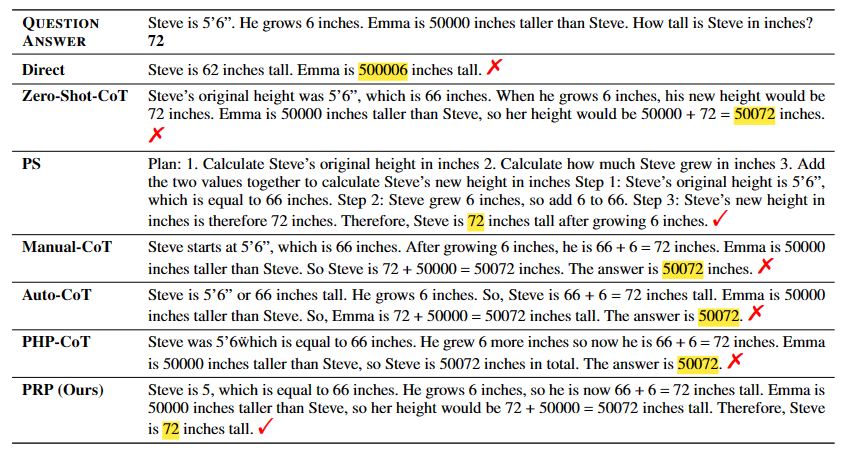 QUESTION Steve is 5’6”. He grows 6 inches. Emma is 50000 inches taller than Steve. How tall is Steve in inches?
ANSWER 72
Direct Steve is 62 inches tall. Emma is 500006 inches tall. ✗
Zero-Shot-CoT Steve’s original height was 5’6”, which is 66 inches. When he grows 6 inches, his new height would be
72 inches. Emma is 50000 inches taller than Steve, so her height would be 50000 + 72 = 50072 inches.
✗
PS Plan: 1. Calculate Steve’s original height in inches 2. Calculate how much Steve grew in inches 3. Add
the two values together to calculate Steve’s new height in inches Step 1: Steve’s original height is 5’6”,
which is equal to 66 inches. Step 2: Steve grew 6 inches, so add 6 to 66. Step 3: Steve’s new height in
inches is therefore 72 inches. Therefore, Steve is 72 inches tall after growing 6 inches. ✓
Manual-CoT Steve starts at 5’6”, which is 66 inches. After growing 6 inches, he is 66 + 6 = 72 inches. Emma is 50000
inches taller than Steve. So Steve is 72 + 50000 = 50072 inches. The answer is 50072 inches. ✗
Auto-CoT Steve is 5’6” or 66 inches tall. He grows 6 inches. So, Steve is 66 + 6 = 72 inches tall. Emma is 50000
inches taller than Steve. So, Emma is 72 + 50000 = 50072 inches tall. The answer is 50072. ✗
PHP-CoT Steve was 5’6ẅhich is equal to 66 inches. He grew 6 more inches so now he is 66 + 6 = 72 inches. Emma
is 50000 inches taller than Steve, so Steve is 50072 inches in total. The answer is 50072. ✗
PRP (Ours) Steve is 5, which is equal to 66 inches. He grows 6 inches, so he is now 66 + 6 = 72 inches tall. Emma is
50000 inches taller than Steve, so her height would be 72 + 50000 = 50072 inches tall. Therefore, Steve
is 72 inches tall. ✓